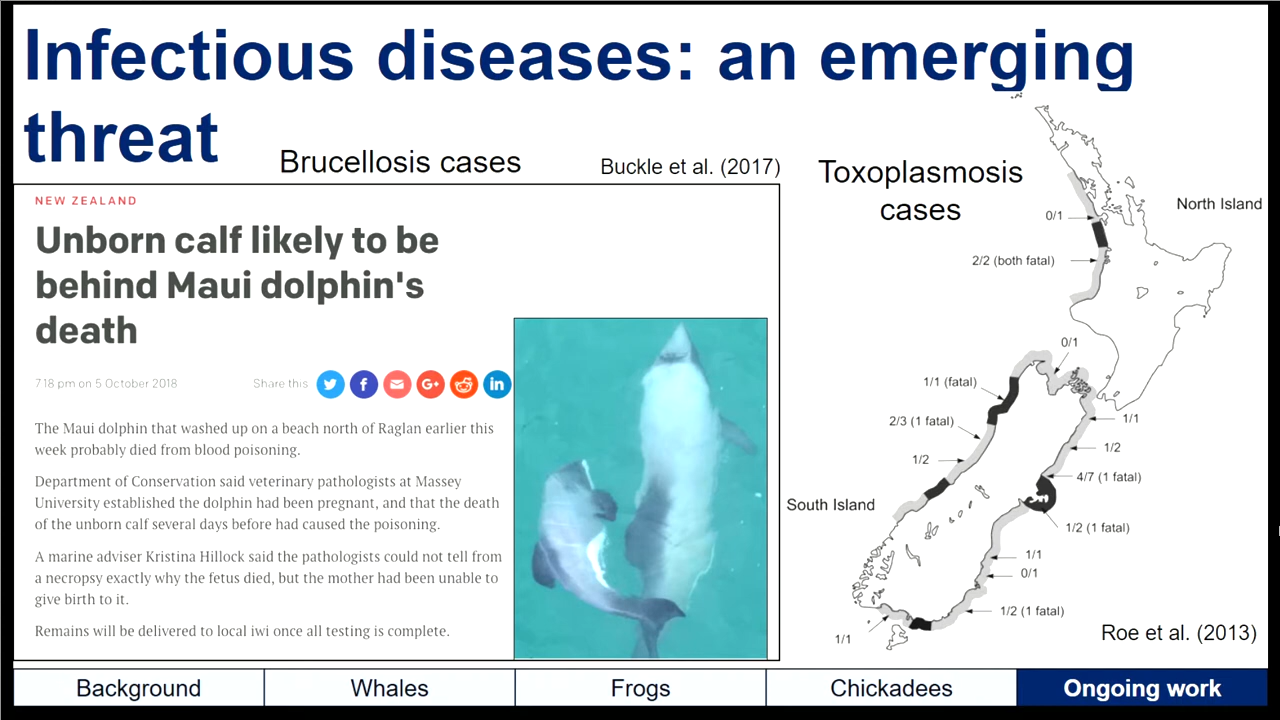 Infectious diseases: an emerging
threat
Brucellosis cases
Buckle et al. (2017)
NEW ZEALAND
Unborn calf likely to be
behind Maui dolphin's
death
7:18 pm on 5 October 2018
Share this
The Maui dolphin that washed up on a beach north of Raglan earlier this
week probably died from blood poisoning.
Department of Conservation said veterinary pathologists at Massey
University established the dolphin had been pregnant, and that the death
of the unborn calf several days before had caused the poisoning.
A marine adviser Kristina Hillock said the pathologists could not tell from
a necropsy exactly why the fetus died, but the mother had been unable to
give birth to it.
Remains will be delivered to local iwi once all testing is complete.
Toxoplasmosis
cases
North Island
0/1
2/2 (both fatal)
0/1
1/1 (fatal)
2/3 (1 fatal)
1/1
1/2
1/2
4/7 (1 fatal)
South Island
1/2 (1 fatal)
1/1
0/1
1/2 (1 fatal)
1/1
Roe et al. (2013)
Background
Whales
Frogs
Chickadees
Ongoing work